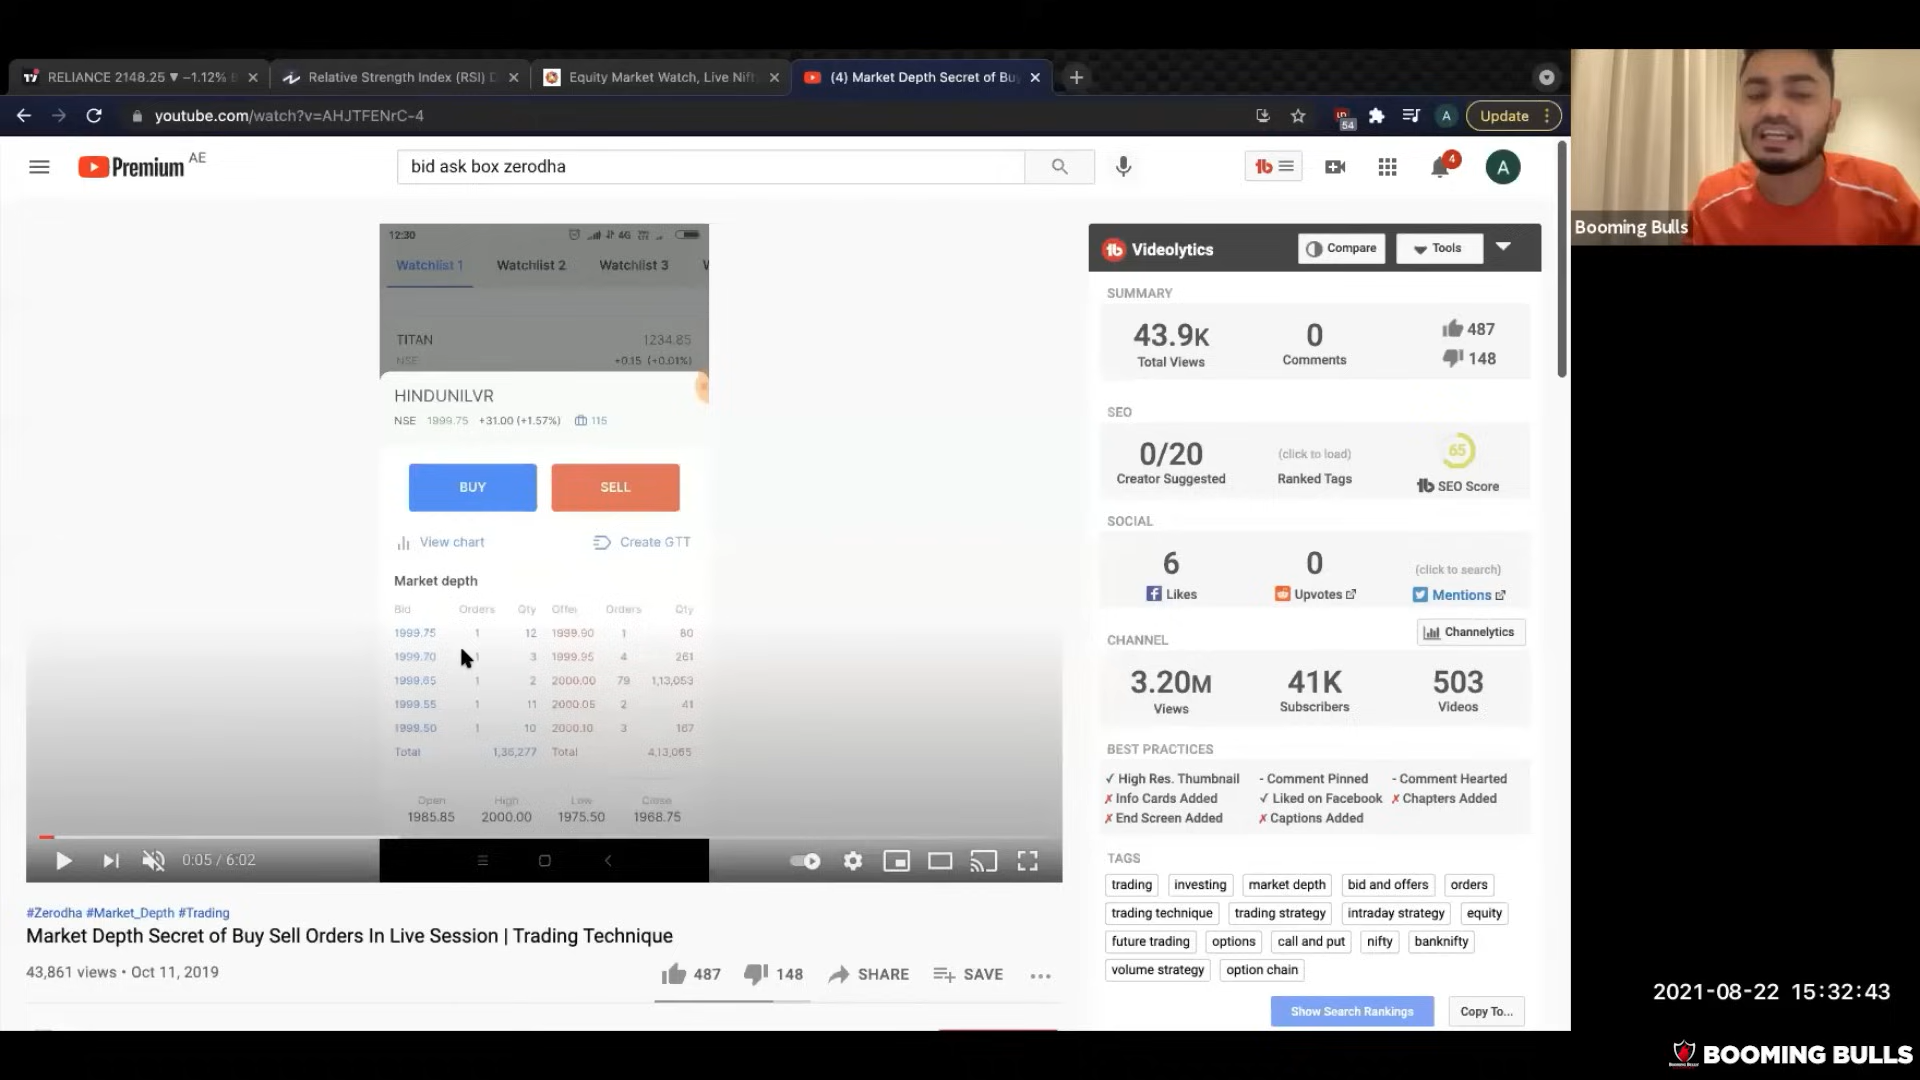 RELIANCE 2148.25 ▼ −1.12%
Relative Strength Index (RSI)
Equity Market Watch, Live Nift
(4) Market Depth Secret of Bu
youtube.com/watch?v=AHJTFENrC-4
54
A
Update
Premium AE
bid ask box zerodha
4
A
Booming Bulls
12:30
4G
Watchlist 1 Watchlist 2 Watchlist 3
TITAN 1234.85
NSE +0.15 (+0.01%)
HINDUNILVR
NSE 1999.75 +31.00 (+1.57%) 115
BUY SELL
View chart Create GTT
Market depth
Bid Orders Qty Offer Orders Qty
1999.75 1 12 1999.90 1 80
1999.70 1 3 1999.95 4 261
1999.65 1 2 2000.00 79 1,13,053
1999.55 1 11 2000.05 2 41
1999.50 1 10 2000.10 3 167
Total 1,36,277 Total 4,13,065
Open High Low Close
1985.85 2000.00 1975.50 1968.75
0:05 / 6:02
#Zerodha #Market_Depth #Trading
Market Depth Secret of Buy Sell Orders In Live Session | Trading Technique
43,861 views • Oct 11, 2019
487 148 SHARE SAVE
Videolytics Compare Tools
SUMMARY
43.9K 0 487
Total Views Comments 148
SEO
0/20 (click to load) 65
Creator Suggested Ranked Tags SEO Score
SOCIAL
6 0 (click to search)
Likes Upvotes Mentions
CHANNEL Channelytics
3.20M 41K 503
Views Subscribers Videos
BEST PRACTICES
✓ High Res. Thumbnail - Comment Pinned - Comment Hearted
✗ Info Cards Added ✓ Liked on Facebook ✗ Chapters Added
✗ End Screen Added ✗ Captions Added
TAGS
trading investing market depth bid and offers orders
trading technique trading strategy intraday strategy equity
future trading options call and put nifty banknifty
volume strategy option chain
Show Search Rankings Copy To...
2021-08-22 15:32:43
BOOMING BULLS